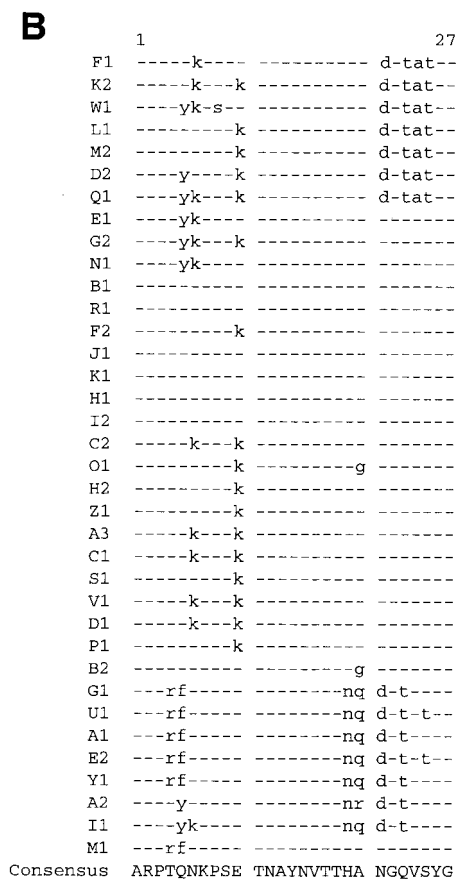 B
1 27
F1 -----k---- ---------- d-tat--
K2 -----k---k ---------- d-tat--
W1 ----yk-s-- ---------- d-tat--
L1 ---------k ---------- d-tat--
M2 ---------k ---------- d-tat--
D2 ----y----k ---------- d-tat--
Q1 ----yk---k ---------- d-tat--
E1 ----yk---- ---------- -------
G2 ----yk---k ---------- -------
N1 ----yk---- ---------- -------
B1 ---------- ---------- -------
R1 ---------- ---------- -------
F2 ---------k ---------- -------
J1 ---------- ---------- -------
K1 ---------- ---------- -------
H1 ---------- ---------- -------
I2 ---------- ---------- -------
C2 -----k---k ---------- -------
O1 ---------k ---------g -------
H2 ---------k ---------- -------
Z1 ---------k ---------- -------
A3 -----k---k ---------- -------
C1 -----k---k ---------- -------
S1 ---------k ---------- -------
V1 -----k---k ---------- -------
D1 -----k---k ---------- -------
P1 ---------k ---------- -------
B2 ---------- ---------g -------
G1 ---rf----- --------nq d-t----
U1 ---rf----- --------nq d-t-s--
A1 ---rf----- --------nq d-t----
E2 ---rf----- --------nq d-t-s--
Y1 ---rf----- --------nq d-t----
A2 ----y----- --------nr d-t----
I1 ----yk---- --------nq d-t----
M1 ---rf----- ---------- -------
Consensus ARPTQNKPSE TNAYNVTTHA NGQVSYG